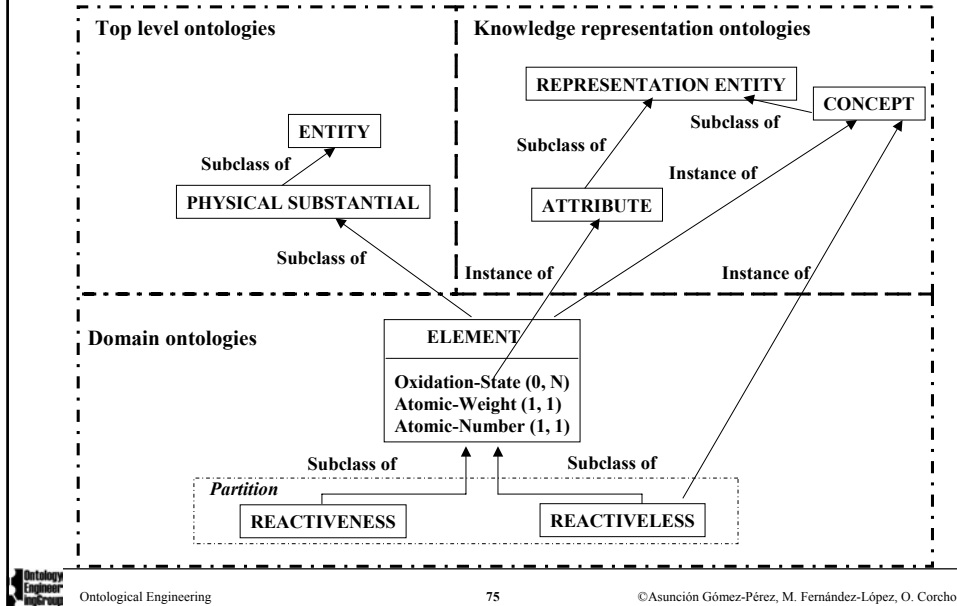 Top level ontologies
Knowledge representation ontologies
REPRESENTATION ENTITY
CONCEPT
Subclass of
ENTITY
Subclass of
Subclass of
Instance of
PHYSICAL SUBSTANTIAL
ATTRIBUTE
Subclass of
Instance of
Instance of
Domain ontologies
ELEMENT
Oxidation-State (0, N)
Atomic-Weight (1, 1)
Atomic-Number (1, 1)
Subclass of
Subclass of
Partition
REACTIVENESS
REACTIVELESS
Ontology
Engineer
ingGroup
Ontological Engineering
75
©Asunción Gómez-Pérez, M. Fernández-López, O. Corcho